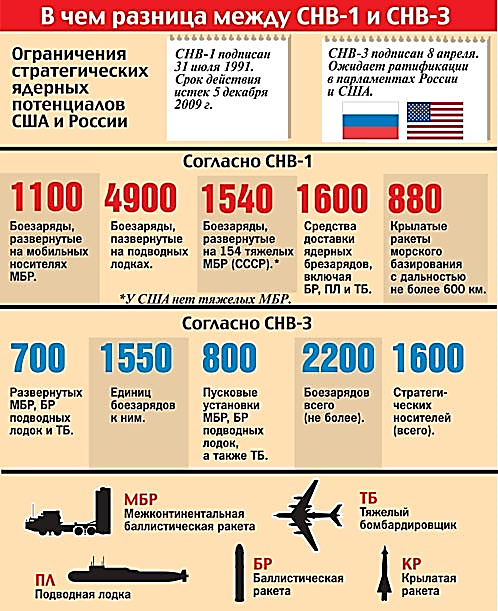 В чем разница между СНВ-1 и СНВ-3
Ограничения
стратегических
ядерных
потенциалов
США и России
СНВ-1 подписан
31 июля 1991.
Срок действия
истек 5 декабря
2009 г.
СНВ-3 подписан 8 апреля.
Ожидает ратификации
в парламентах России
и США.
Согласно СНВ-1
1100
Боезаряды,
развернутые
на мобильных
носителях
МБР.
4900
Боезаряды,
пазвернутые
на подводных
лодках.
1540
Боезаряды,
развернутые
на 154 тяжелых
МБР (СССР).*
1600
Средства
доставки
ядерных
брезарядов,
включая
БР, ПЛ и ТБ.
880
Крылатые
ракеты
морского
базирования
с дальностью
не более 600 км.
*У США нет тяжелых МБР.
Согласно СНВ-3
700
Развернутых
МБР, БР
подводных
лодок и ТБ.
1550
Единиц
боезарядов
к ним.
800
Пусковые
установки
МБР, БР
подводных
лодок,
а также ТБ.
2200
Боезарядов
всего
(не более).
1600
Стратеги-
ческих
носителей
(всего).
МБР
Межконтинентальная
баллистическая ракета
ТБ
Тяжелый
бомбардировщик
ПЛ
Подводная лодка
БР
Баллистическая
ракета
КР
Крылатая
ракета